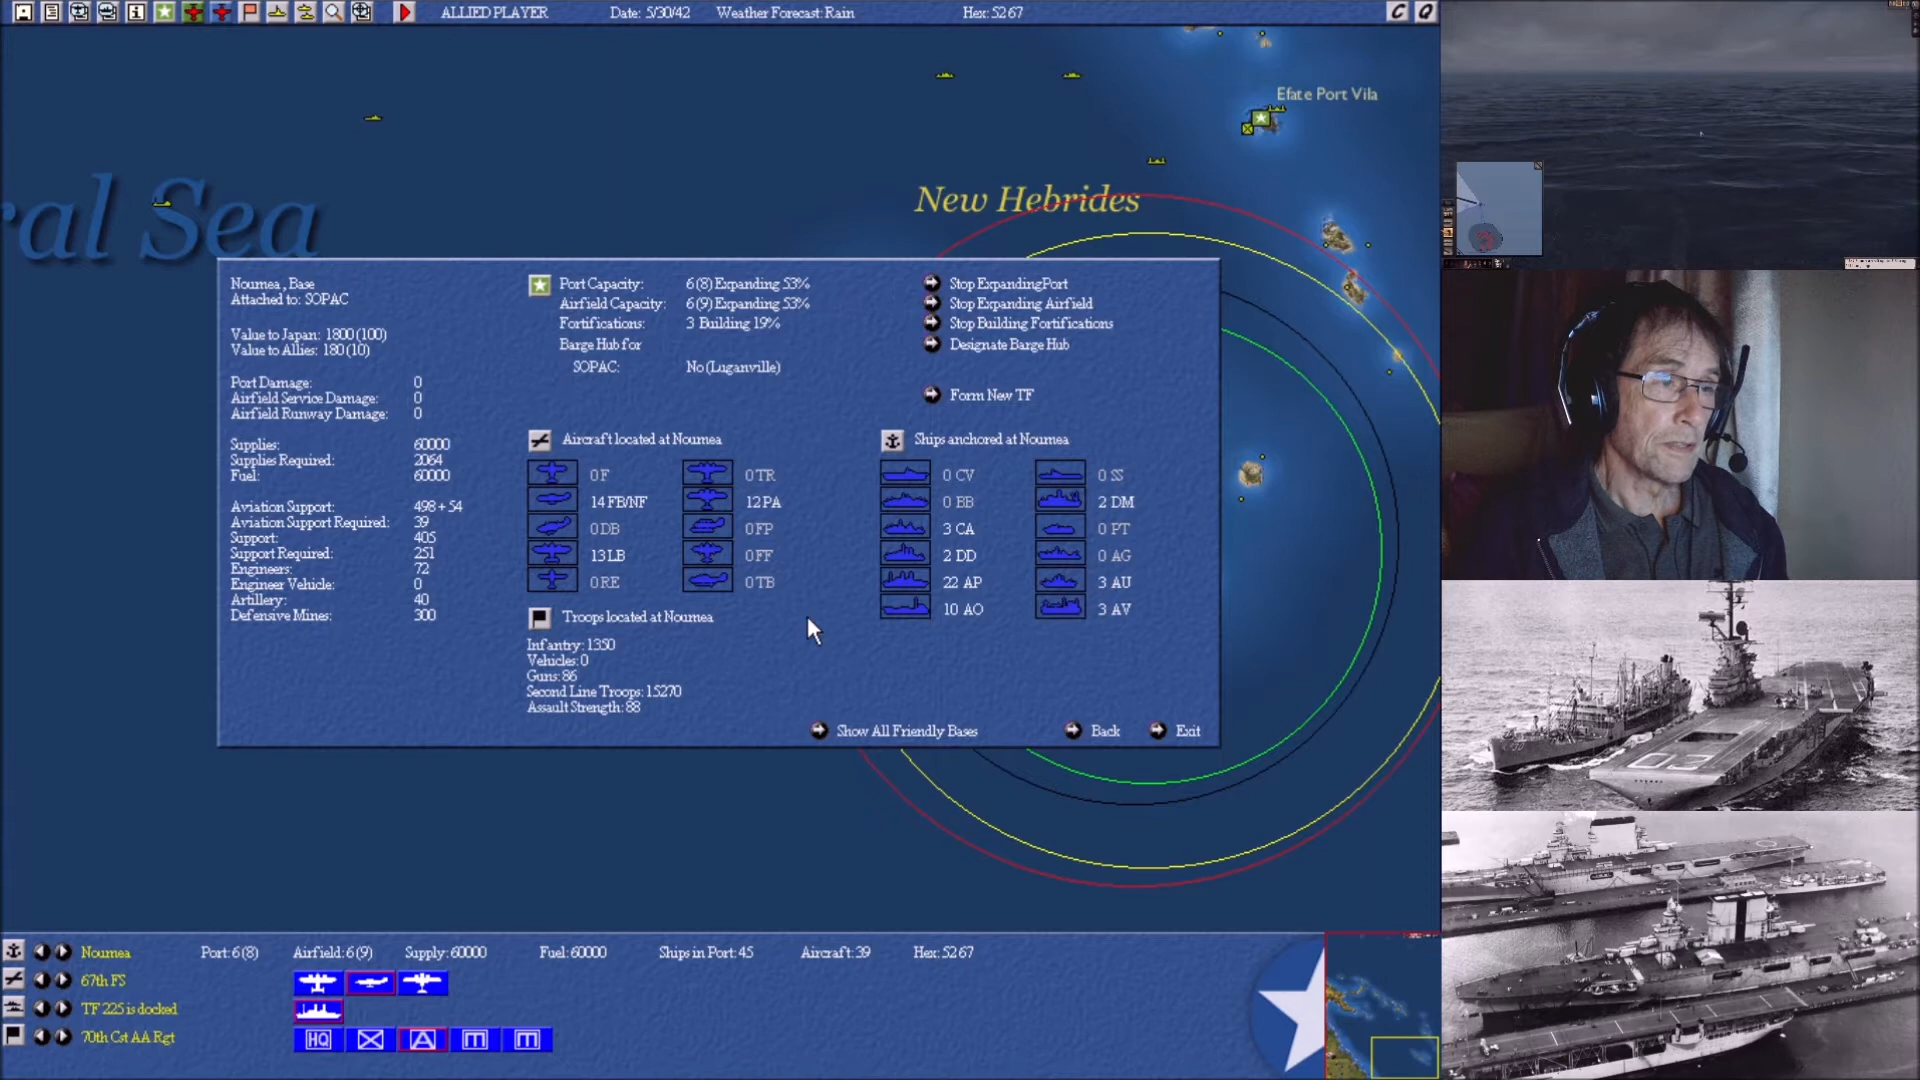 ALLIED PLAYER Date: 5/30/42 Weather Forecast: Rain Hex: 52 67 C Q
Efate Port Vila
New Hebrides
ral Sea
Noumea, Base
Attached to: SOPAC
Value to Japan: 1800 (100)
Value to Allies: 180 (10)
Port Damage: 0
Airfield Service Damage: 0
Airfield Runway Damage: 0
Supplies: 60000
Supplies Required: 2064
Fuel: 60000
Aviation Support: 498 + 54
Aviation Support Required: 39
Support: 405
Support Required: 251
Engineers: 72
Engineer Vehicle: 0
Artillery: 40
Defensive Mines: 300
Port Capacity: 6 (8) Expanding 53%
Airfield Capacity: 6 (9) Expanding 53%
Fortifications: 3 Building 19%
Barge Hub for
SOPAC: No (Luganville)
Stop ExpandingPort
Stop Expanding Airfield
Stop Building Fortifications
Designate Barge Hub
Form New TF
Aircraft located at Noumea
0 F 0 TR
14 FB/NF 12 PA
0 DB 0 FP
13 LB 0 FF
0 RE 0 TB
Ships anchored at Noumea
0 CV 0 SS
0 BB 2 DM
3 CA 0 PT
2 DD 0 AG
22 AP 3 AU
10 AO 3 AV
Troops located at Noumea
Infantry: 1350
Vehicles: 0
Guns: 86
Second Line Troops: 15270
Assault Strength: 88
Show All Friendly Bases Back Exit
Noumea Port: 6 (8) Airfield: 6 (9) Supply: 60000 Fuel: 60000 Ships in Port: 45 Aircraft: 39 Hex: 52 67
67th FS
TF 225 is docked
70th Cst AA Rgt
HQ